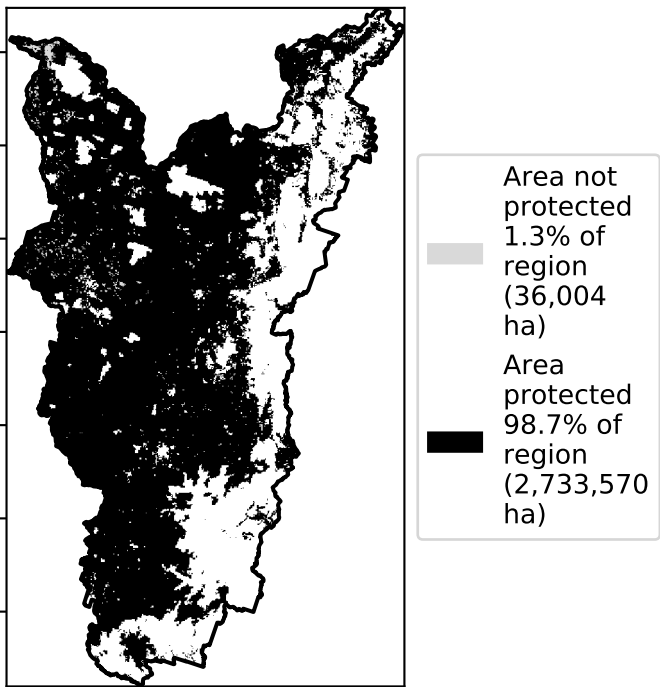 Area not
protected
1.3% of
region
(36,004
ha)
Area
protected
98.7% of
region
(2,733,570
ha)